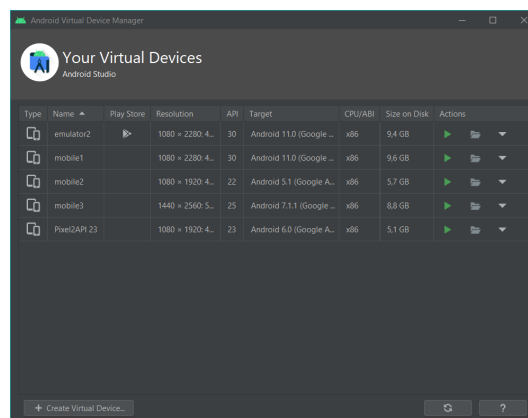 Android Virtual Device Manager
Your Virtual Devices
Android Studio
Type Name Play Store Resolution API Target CPU/ABI Size on Disk Actions
emulator2 1080 × 2280: 4... 30 Android 11.0 (Google ... x86 9,4 GB
mobile1 1080 × 2280: 4... 30 Android 11.0 (Google ... x86 9,6 GB
mobile2 1080 × 1920: 4... 22 Android 5.1 (Google A... x86 5,7 GB
mobile3 1440 × 2560: 5... 25 Android 7.1.1 (Google ... x86 8,8 GB
Pixel2API 23 1080 × 1920: 4... 23 Android 6.0 (Google A... x86 5,1 GB
+ Create Virtual Device... ?